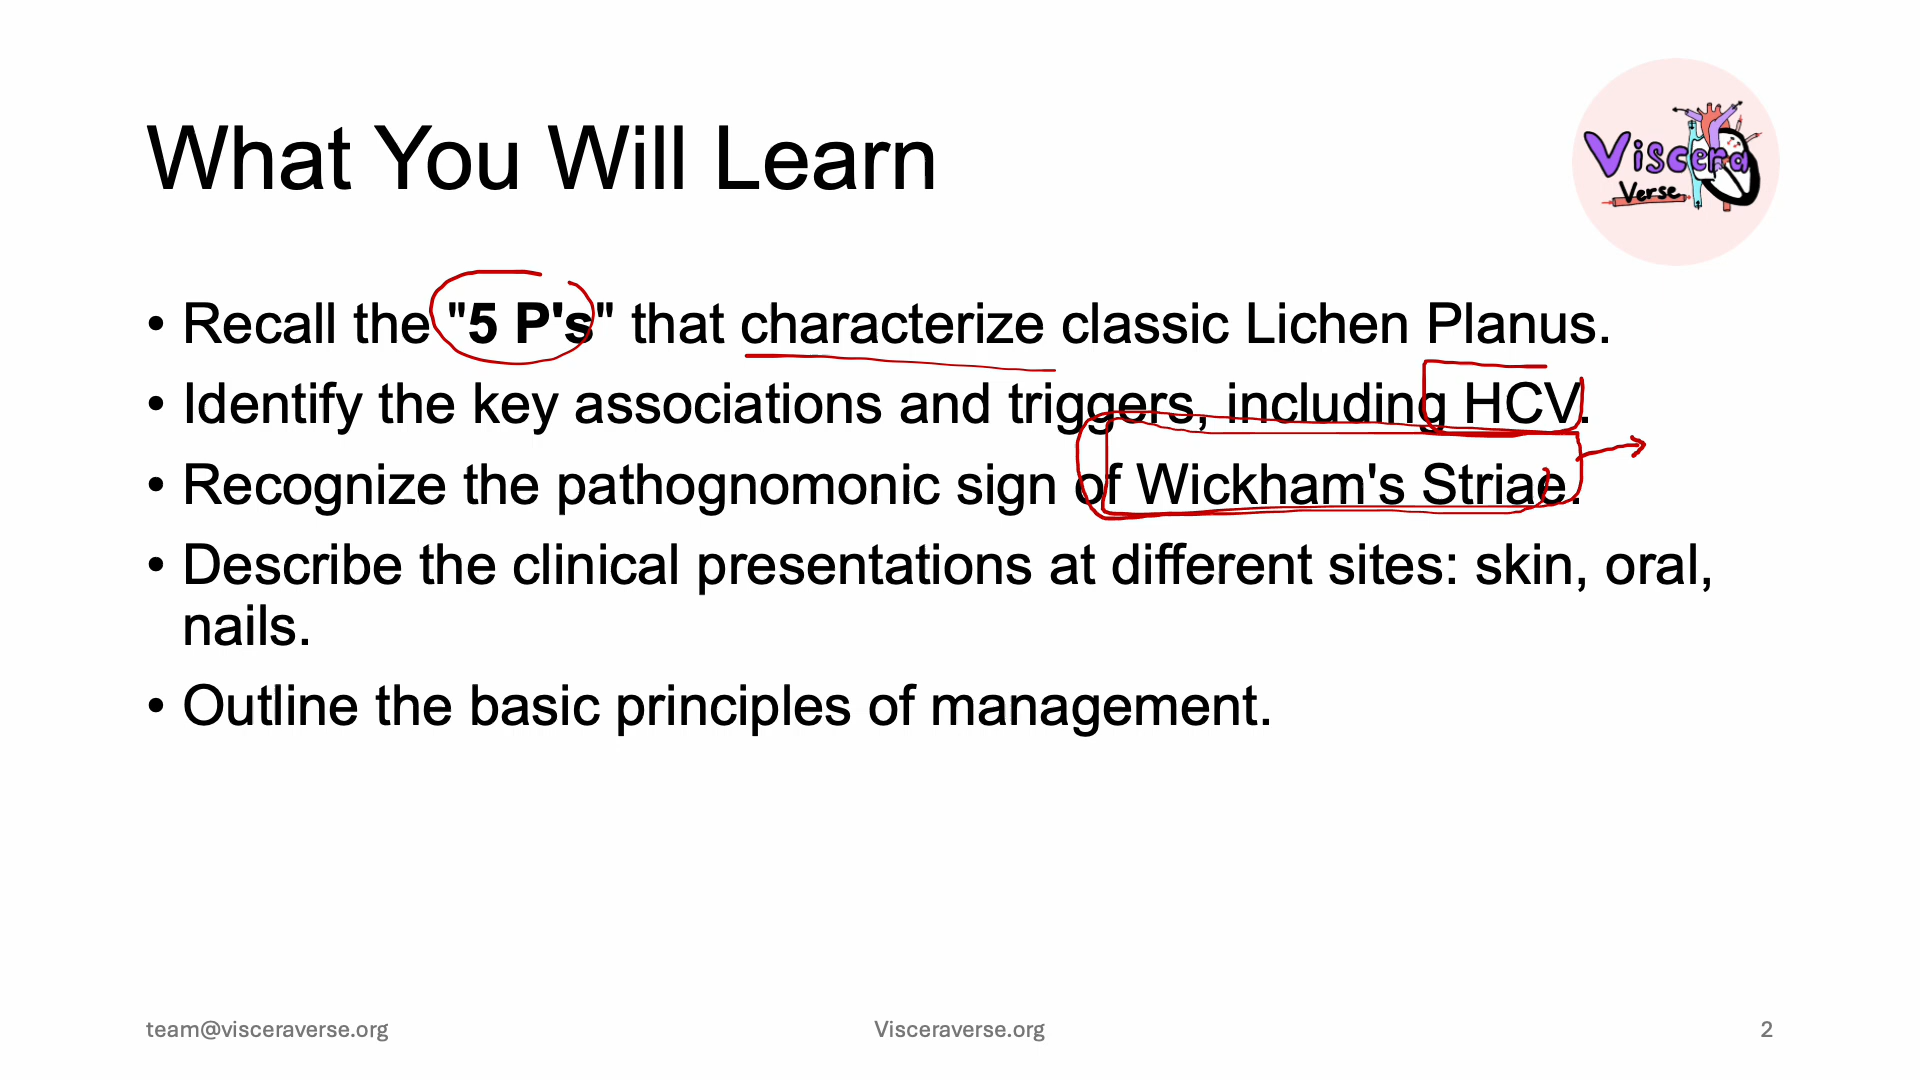 What You Will Learn
Viscera
Verse
• Recall the "5 P's" that characterize classic Lichen Planus.
• Identify the key associations and triggers, including HCV.
• Recognize the pathognomonic sign of Wickham's Striae.
• Describe the clinical presentations at different sites: skin, oral,
nails.
• Outline the basic principles of management.
team@visceraverse.org
Visceraverse.org
2